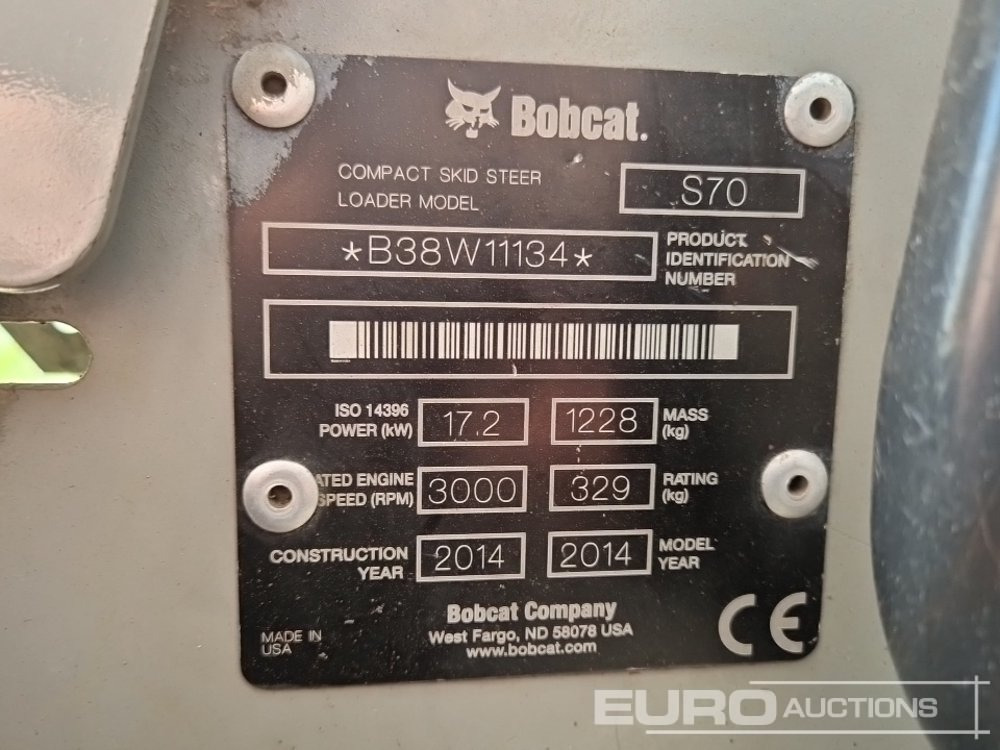 Bobcat.
COMPACT SKID STEER
LOADER MODEL
S70
*B38W11134*
PRODUCT
IDENTIFICATION
NUMBER
ISO 14396
POWER (kW)
17.2
1228
MASS
(kg)
ATED ENGINE
SPEED (RPM)
3000
329
RATING
(kg)
CONSTRUCTION
YEAR
2014
2014
MODEL
YEAR
Bobcat Company
West Fargo, ND 58078 USA
www.bobcat.com
MADE IN
USA
CE
EURO AUCTIONS